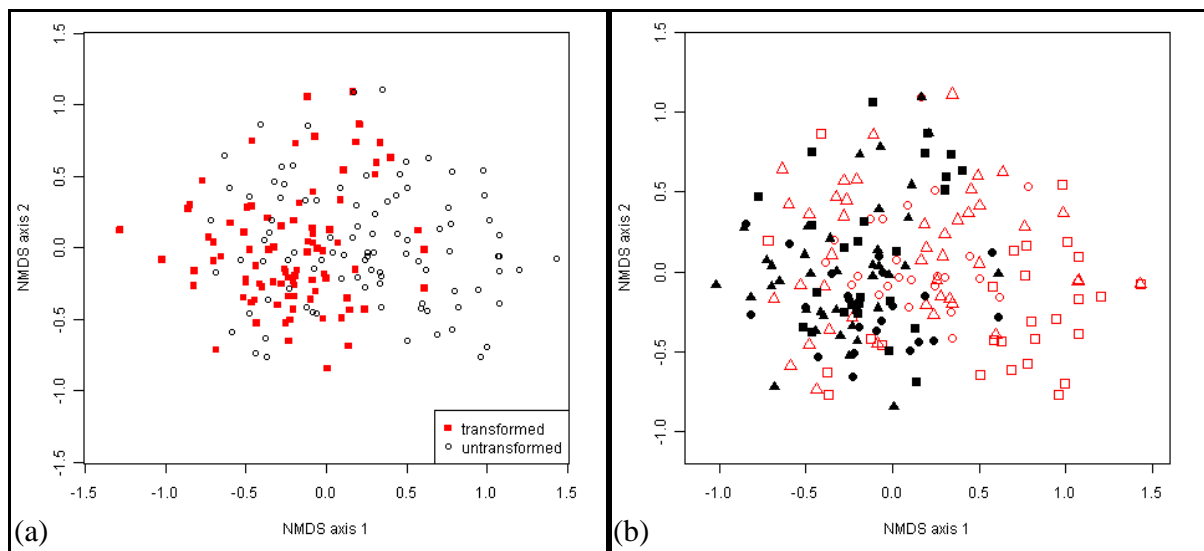 1.5
1.0
0.5
0.0
-0.5
-1.0
-1.5
NMDS axis 2
transformed
untransformed
-1.5 -1.0 -0.5 0.0 0.5 1.0 1.5
NMDS axis 1
(a)
1.5
1.0
0.5
0.0
-0.5
-1.0
NMDS axis 2
-1.0 -0.5 0.0 0.5 1.0 1.5
NMDS axis 1
(b)